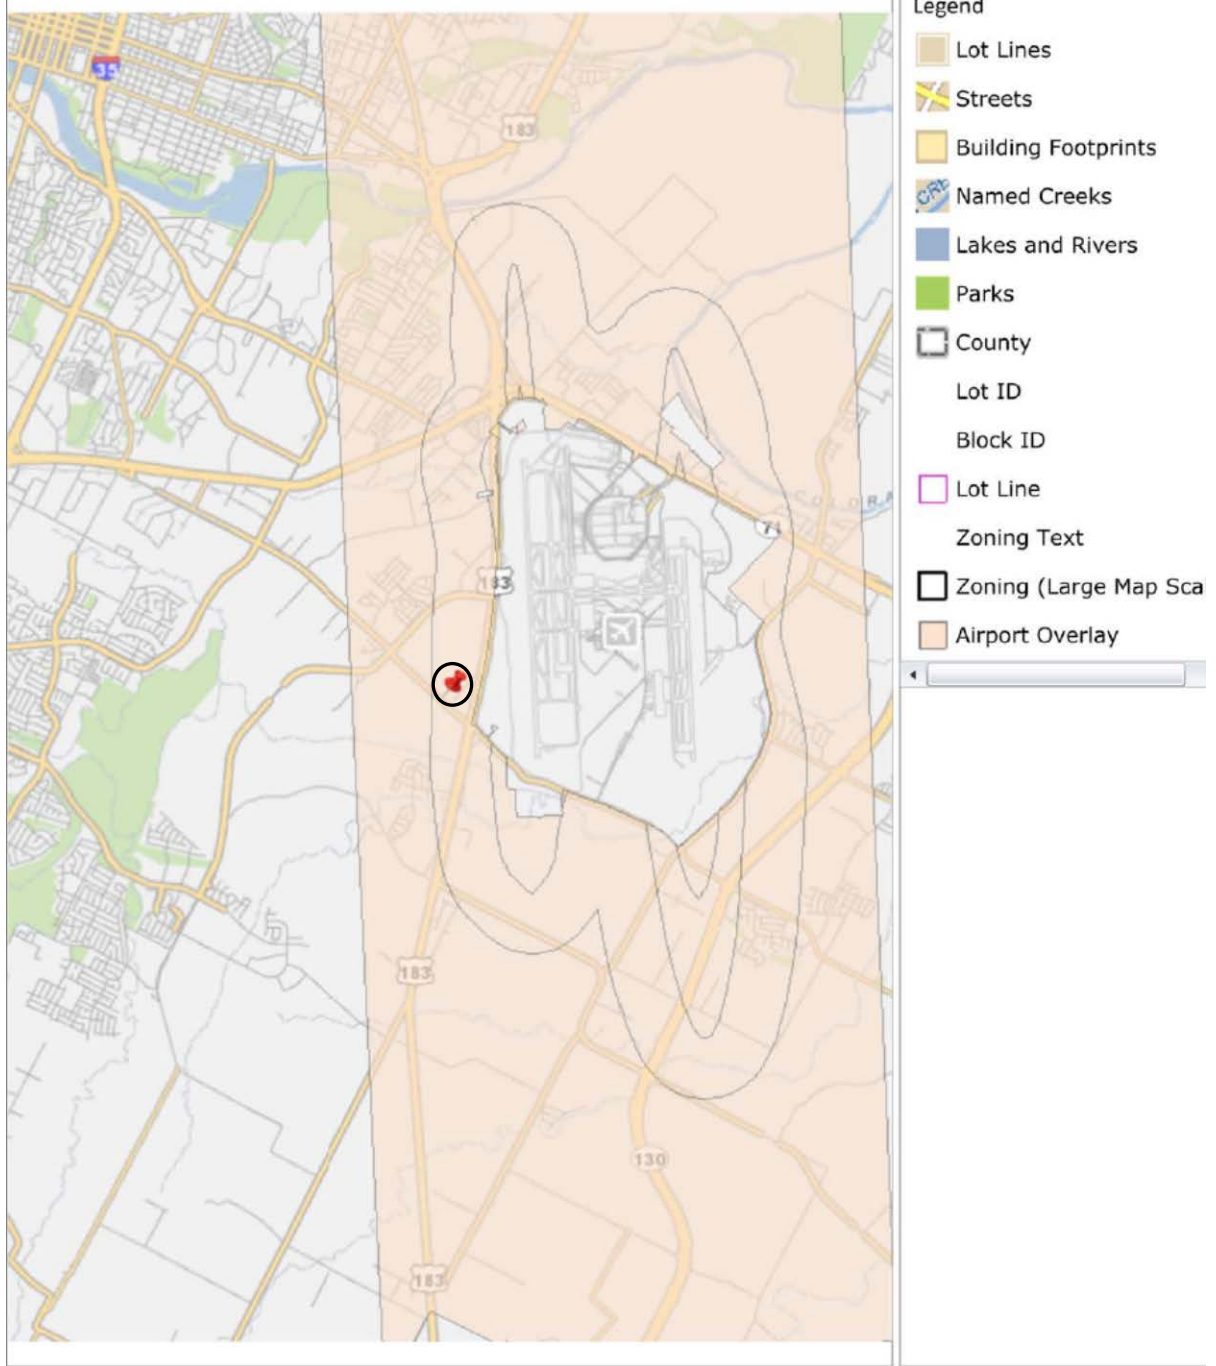 35
183
183
71
183
130
183
Legend
Lot Lines
Streets
Building Footprints
Named Creeks
Lakes and Rivers
Parks
County
Lot ID
Block ID
Lot Line
Zoning Text
Zoning (Large Map Sca
Airport Overlay